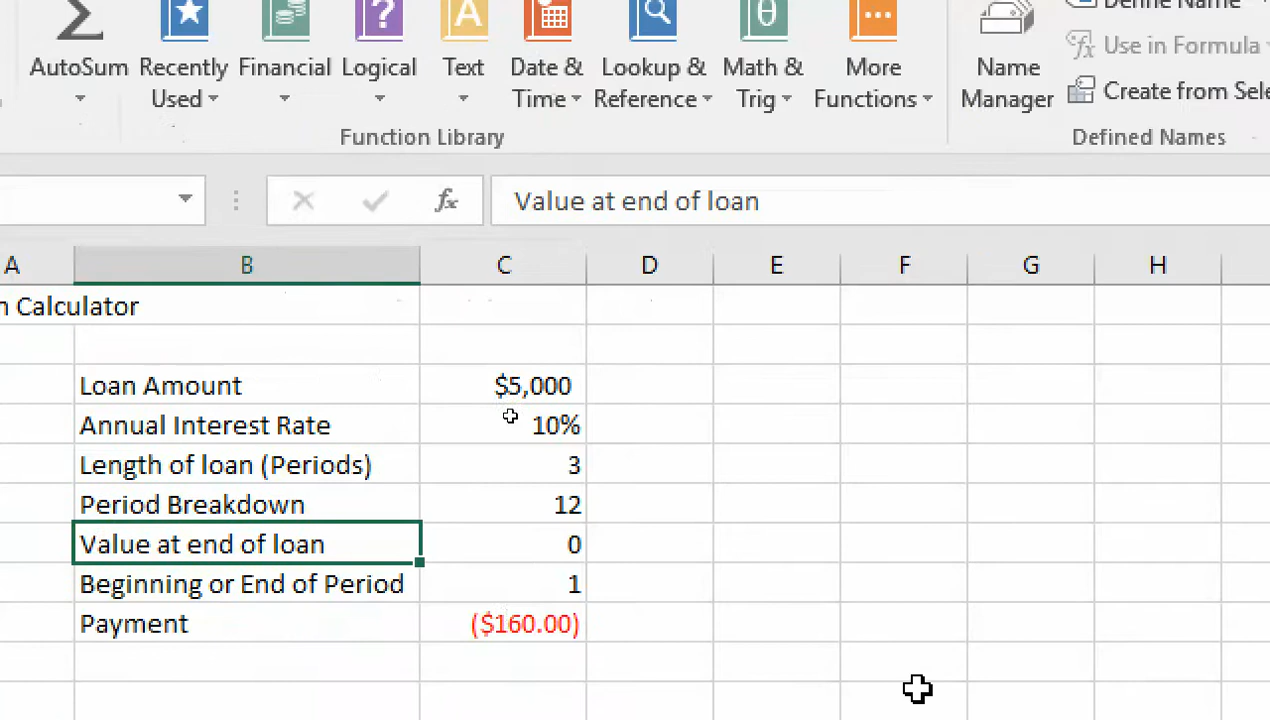 Define Name
AutoSum Recently Used Financial Logical Text Date & Time Lookup & Reference Math & Trig More Functions Name Manager
Use in Formula
Create from
Function Library Defined Names
fx Value at end of loan
A B C D E F G H
Calculator
Loan Amount $5,000
Annual Interest Rate 10%
Length of loan (Periods) 3
Period Breakdown 12
Value at end of loan 0
Beginning or End of Period 1
Payment ($160.00)